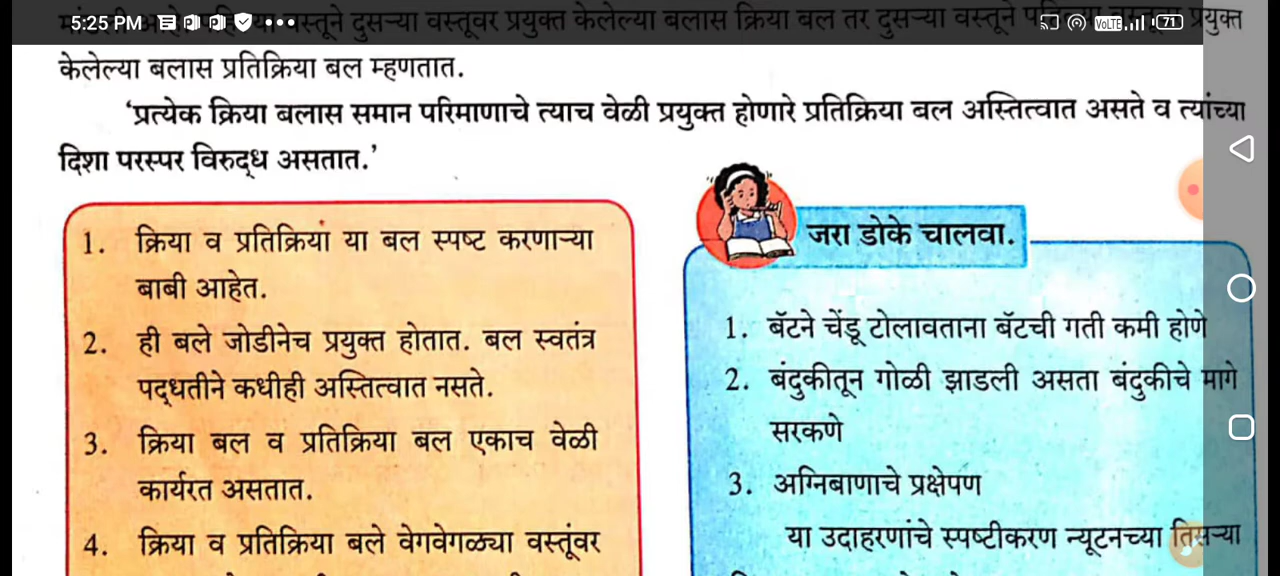 5:25 PM
VoLTE 71
वस्तूने दुसऱ्या वस्तूवर प्रयुक्त केलेल्या बलास क्रिया बल तर दुसऱ्या वस्तूने प्रयुक्त
केलेल्या बलास प्रतिक्रिया बल म्हणतात.
‘प्रत्येक क्रिया बलास समान परिमाणाचे त्याच वेळी प्रयुक्त होणारे प्रतिक्रिया बल अस्तित्वात असते व त्यांच्या
दिशा परस्पर विरुद्ध असतात.’
1. क्रिया व प्रतिक्रिया या बल स्पष्ट करणाऱ्या
बाबी आहेत.
2. ही बले जोडीनेच प्रयुक्त होतात. बल स्वतंत्र
पद्धतीने कधीही अस्तित्वात नसते.
3. क्रिया बल व प्रतिक्रिया बल एकाच वेळी
कार्यरत असतात.
4. क्रिया व प्रतिक्रिया बले वेगवेगळ्या वस्तूंवर
जरा डोके चालवा.
1. बॅटने चेंडू टोलावताना बॅटची गती कमी होणे
2. बंदुकीतून गोळी झाडली असता बंदुकीचे मागे
सरकणे
3. अग्निबाणाचे प्रक्षेपण
या उदाहरणांचे स्पष्टीकरण न्यूटनच्या तिसऱ्या